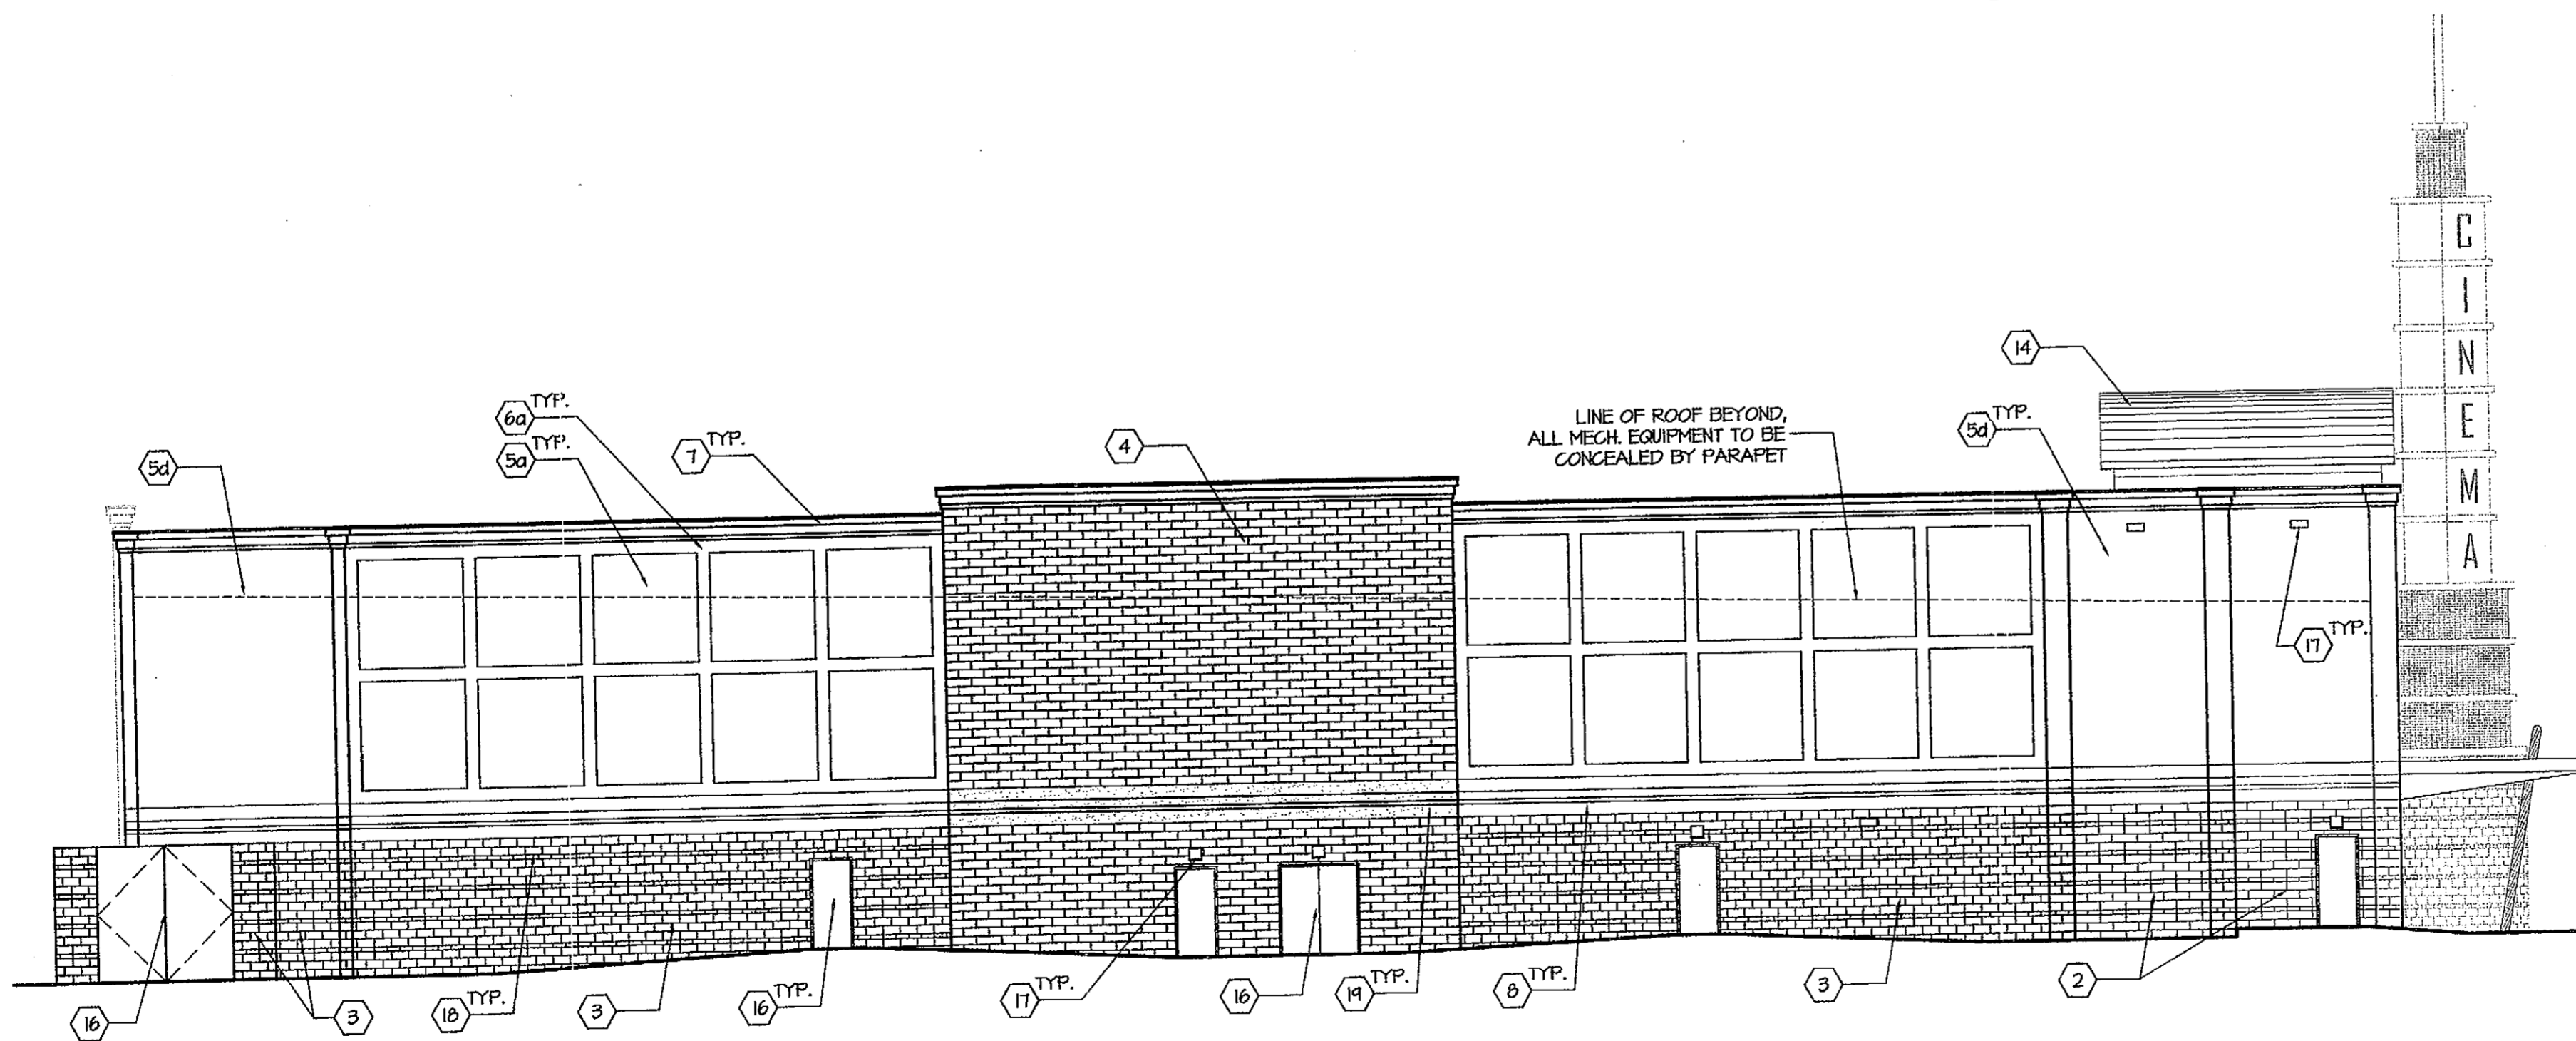 C
I
N
E
M
A
14
5d TYP.
LINE OF ROOF BEYOND,
ALL MECH. EQUIPMENT TO BE
CONCEALED BY PARAPET
6a TYP.
5a TYP.
7 TYP.
4
5d
17 TYP.
16
3
18 TYP.
3
16 TYP.
17 TYP.
16
19 TYP.
8 TYP.
3
2